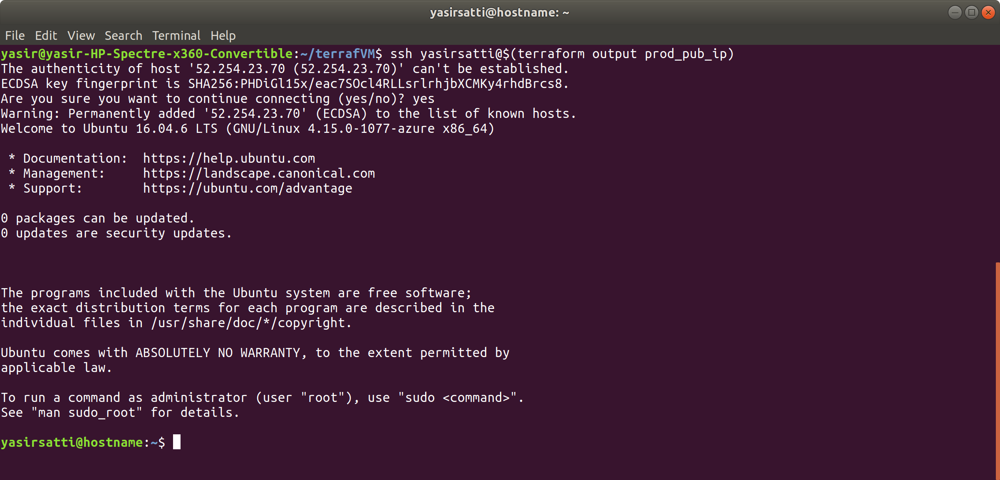 yasirsatti@hostname: ~
File Edit View Search Terminal Help
yasir@yasir-HP-Spectre-x360-Convertible:~/terrafVM$ ssh yasirsatti@$(terraform output prod_pub_ip)
The authenticity of host '52.254.23.70 (52.254.23.70)' can't be established.
ECDSA key fingerprint is SHA256:PHDiGl15x/eac7SOcl4RLLsrlrhjbXCMKy4rhdBrcs8.
Are you sure you want to continue connecting (yes/no)? yes
Warning: Permanently added '52.254.23.70' (ECDSA) to the list of known hosts.
Welcome to Ubuntu 16.04.6 LTS (GNU/Linux 4.15.0-1077-azure x86_64)
 * Documentation:  https://help.ubuntu.com
 * Management:     https://landscape.canonical.com
 * Support:        https://ubuntu.com/advantage
0 packages can be updated.
0 updates are security updates.
The programs included with the Ubuntu system are free software;
the exact distribution terms for each program are described in the
individual files in /usr/share/doc/*/copyright.
Ubuntu comes with ABSOLUTELY NO WARRANTY, to the extent permitted by
applicable law.
To run a command as administrator (user "root"), use "sudo <command>".
See "man sudo_root" for details.
yasirsatti@hostname:~$